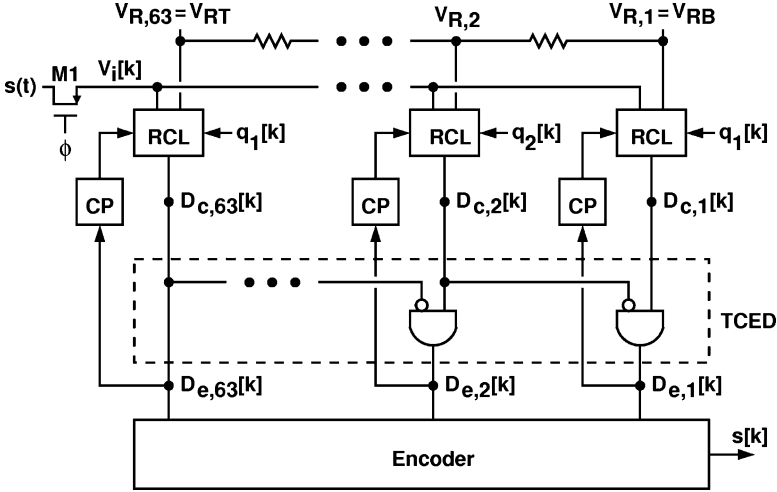 V_R,63 = V_RT
V_R,2
V_R,1 = V_RB
M1
V_i[k]
s(t)
RCL
q_1[k]
RCL
q_2[k]
RCL
q_1[k]
ϕ
CP
D_c,63[k]
CP
D_c,2[k]
CP
D_c,1[k]
TCED
D_e,63[k]
D_e,2[k]
D_e,1[k]
Encoder
s[k]